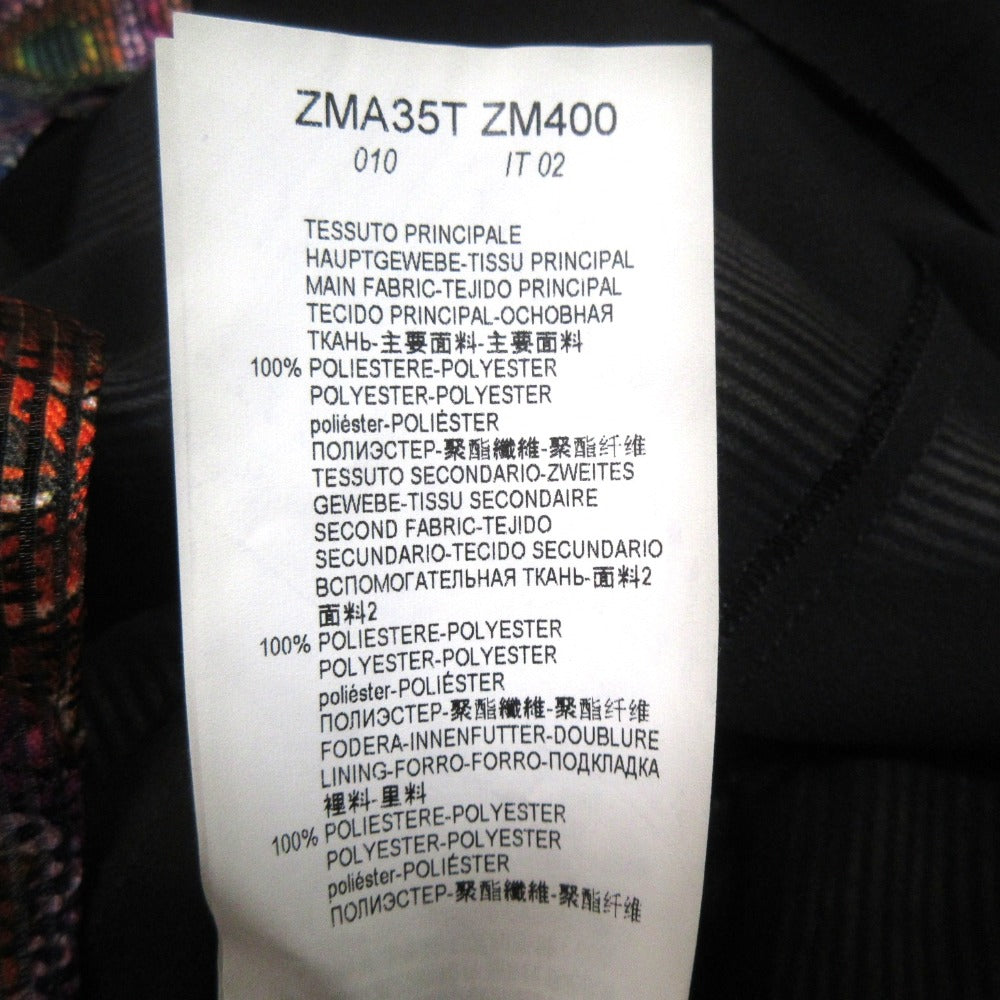 ZMA35T ZM400
010 IT 02
TESSUTO PRINCIPALE
HAUPTGEWEBE-TISSU PRINCIPAL
MAIN FABRIC-TEJIDO PRINCIPAL
TECIDO PRINCIPAL-ОСНОВНАЯ
ТКАНЬ-主要面料-主要面料
100% POLIESTERE-POLYESTER
POLYESTER-POLYESTER
poliéster-POLIÉSTER
ПОЛИЭСТЕР-聚酯纖維-聚酯纤维
TESSUTO SECONDARIO-ZWEITES
GEWEBE-TISSU SECONDAIRE
SECOND FABRIC-TEJIDO
SECUNDARIO-TECIDO SECUNDARIO
ВСПОМОГАТЕЛЬНАЯ ТКАНЬ-面料2
面料2
100% POLIESTERE-POLYESTER
POLYESTER-POLYESTER
poliéster-POLIÉSTER
ПОЛИЭСТЕР-聚酯纖維-聚酯纤维
FODERA-INNENFUTTER-DOUBLURE
LINING-FORRO-FORRO-ПОДКЛАДКА
裡料-里料
100% POLIESTERE-POLYESTER
POLYESTER-POLYESTER
poliéster-POLIÉSTER
ПОЛИЭСТЕР-聚酯纖維-聚酯纤维